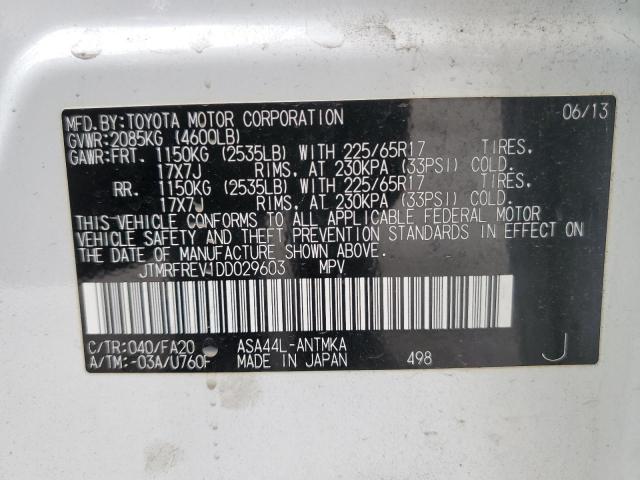 MFD.BY:TOYOTA MOTOR CORPORATION 06/13
GVWR:2085KG (4600LB)
GAWR:FRT. 1150KG (2535LB) WITH 225/65R17 TIRES,
17X7J RIMS, AT 230KPA (33PSI) COLD.
RR. 1150KG (2535LB) WITH 225/65R17 TIRES,
17X7J RIMS, AT 230KPA (33PSI) COLD.
THIS VEHICLE CONFORMS TO ALL APPLICABLE FEDERAL MOTOR
VEHICLE SAFETY AND THEFT PREVENTION STANDARDS IN EFFECT ON
THE DATE OF MANUFACTURE SHOWN ABOVE.
JTMRFREV1DD029603 MPV
C/TR:040/FA20 ASA44L-ANTMKA
A/TM:-03A/U760F MADE IN JAPAN 498 J